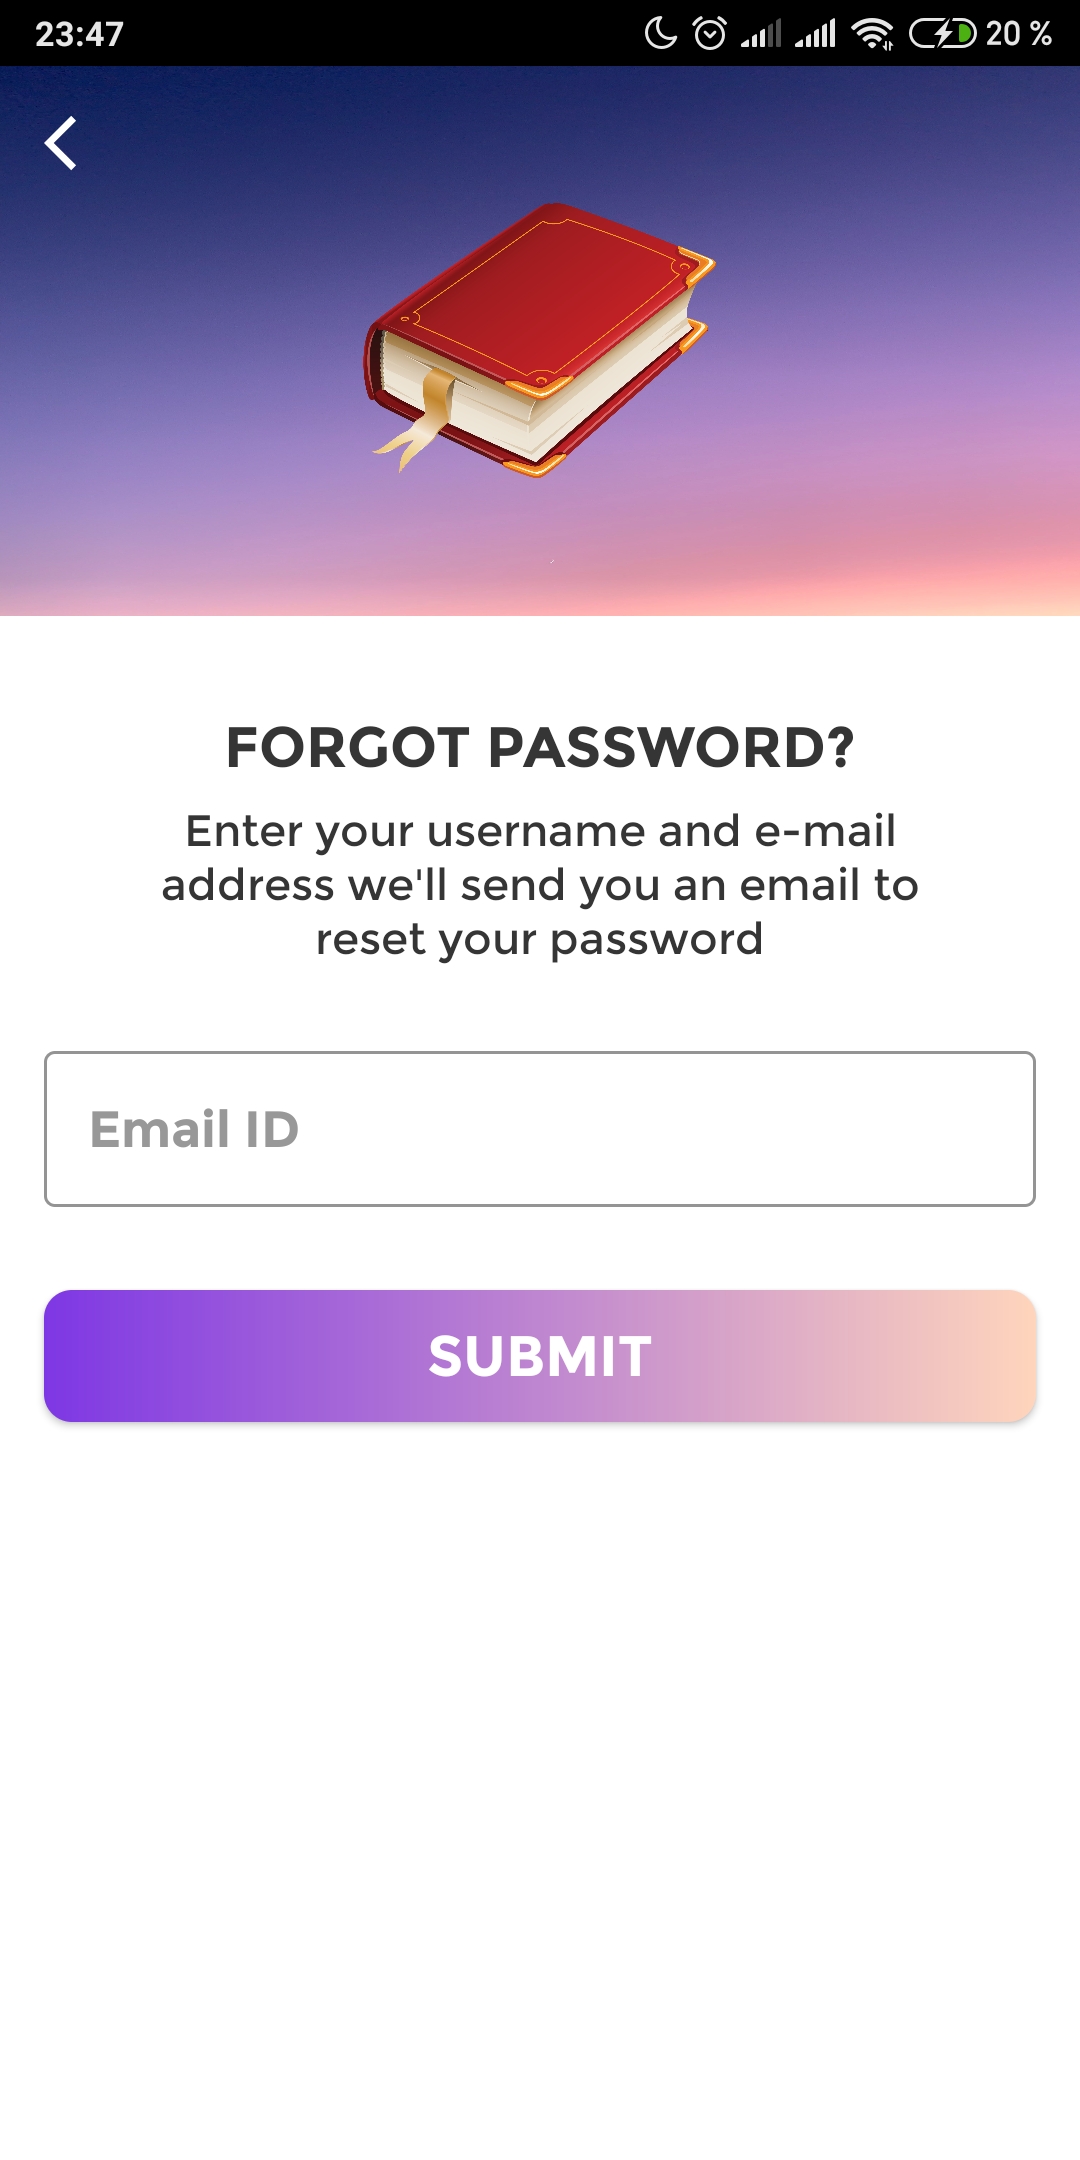 23:47
20 %
FORGOT PASSWORD?
Enter your username and e-mail
address we'll send you an email to
reset your password
Email ID
SUBMIT